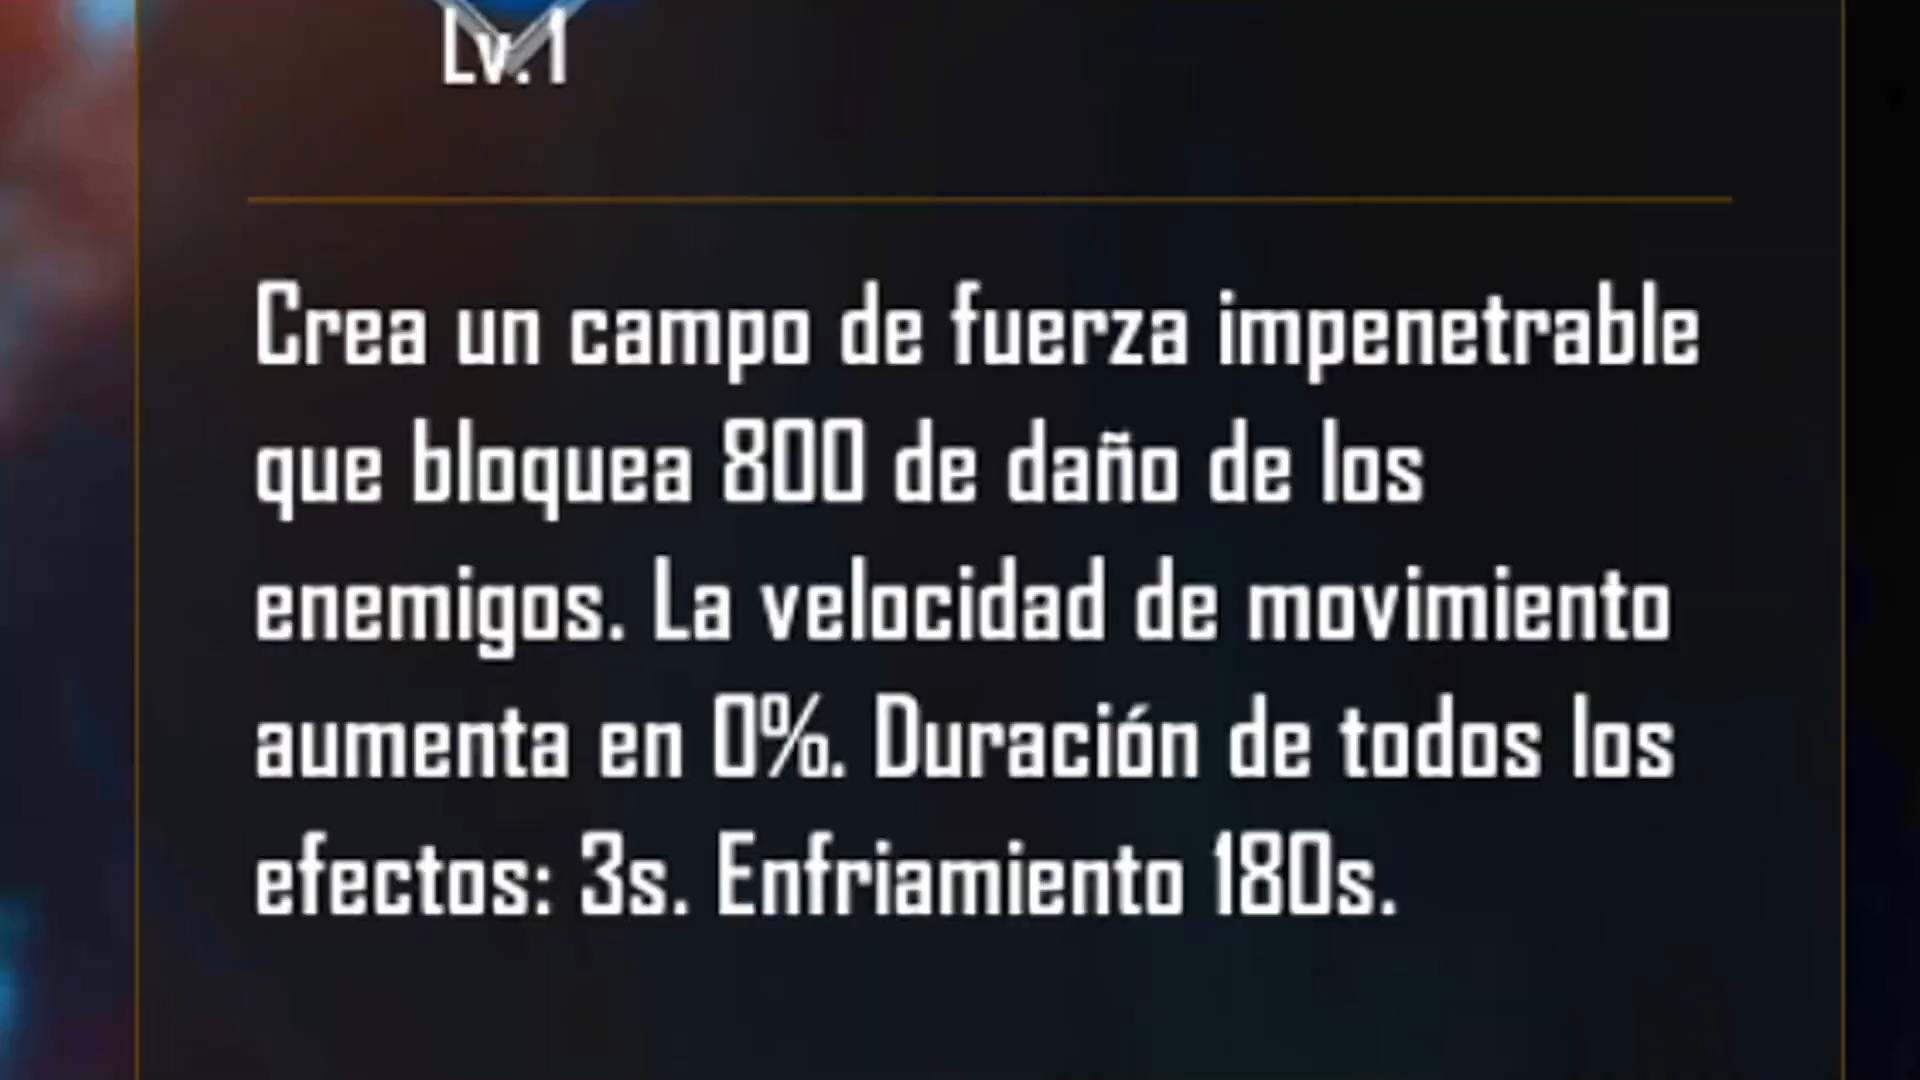 Lv.1
Crea un campo de fuerza impenetrable
que bloquea 800 de daño de los
enemigos. La velocidad de movimiento
aumenta en 0%. Duración de todos los
efectos: 3s. Enfriamiento 180s.